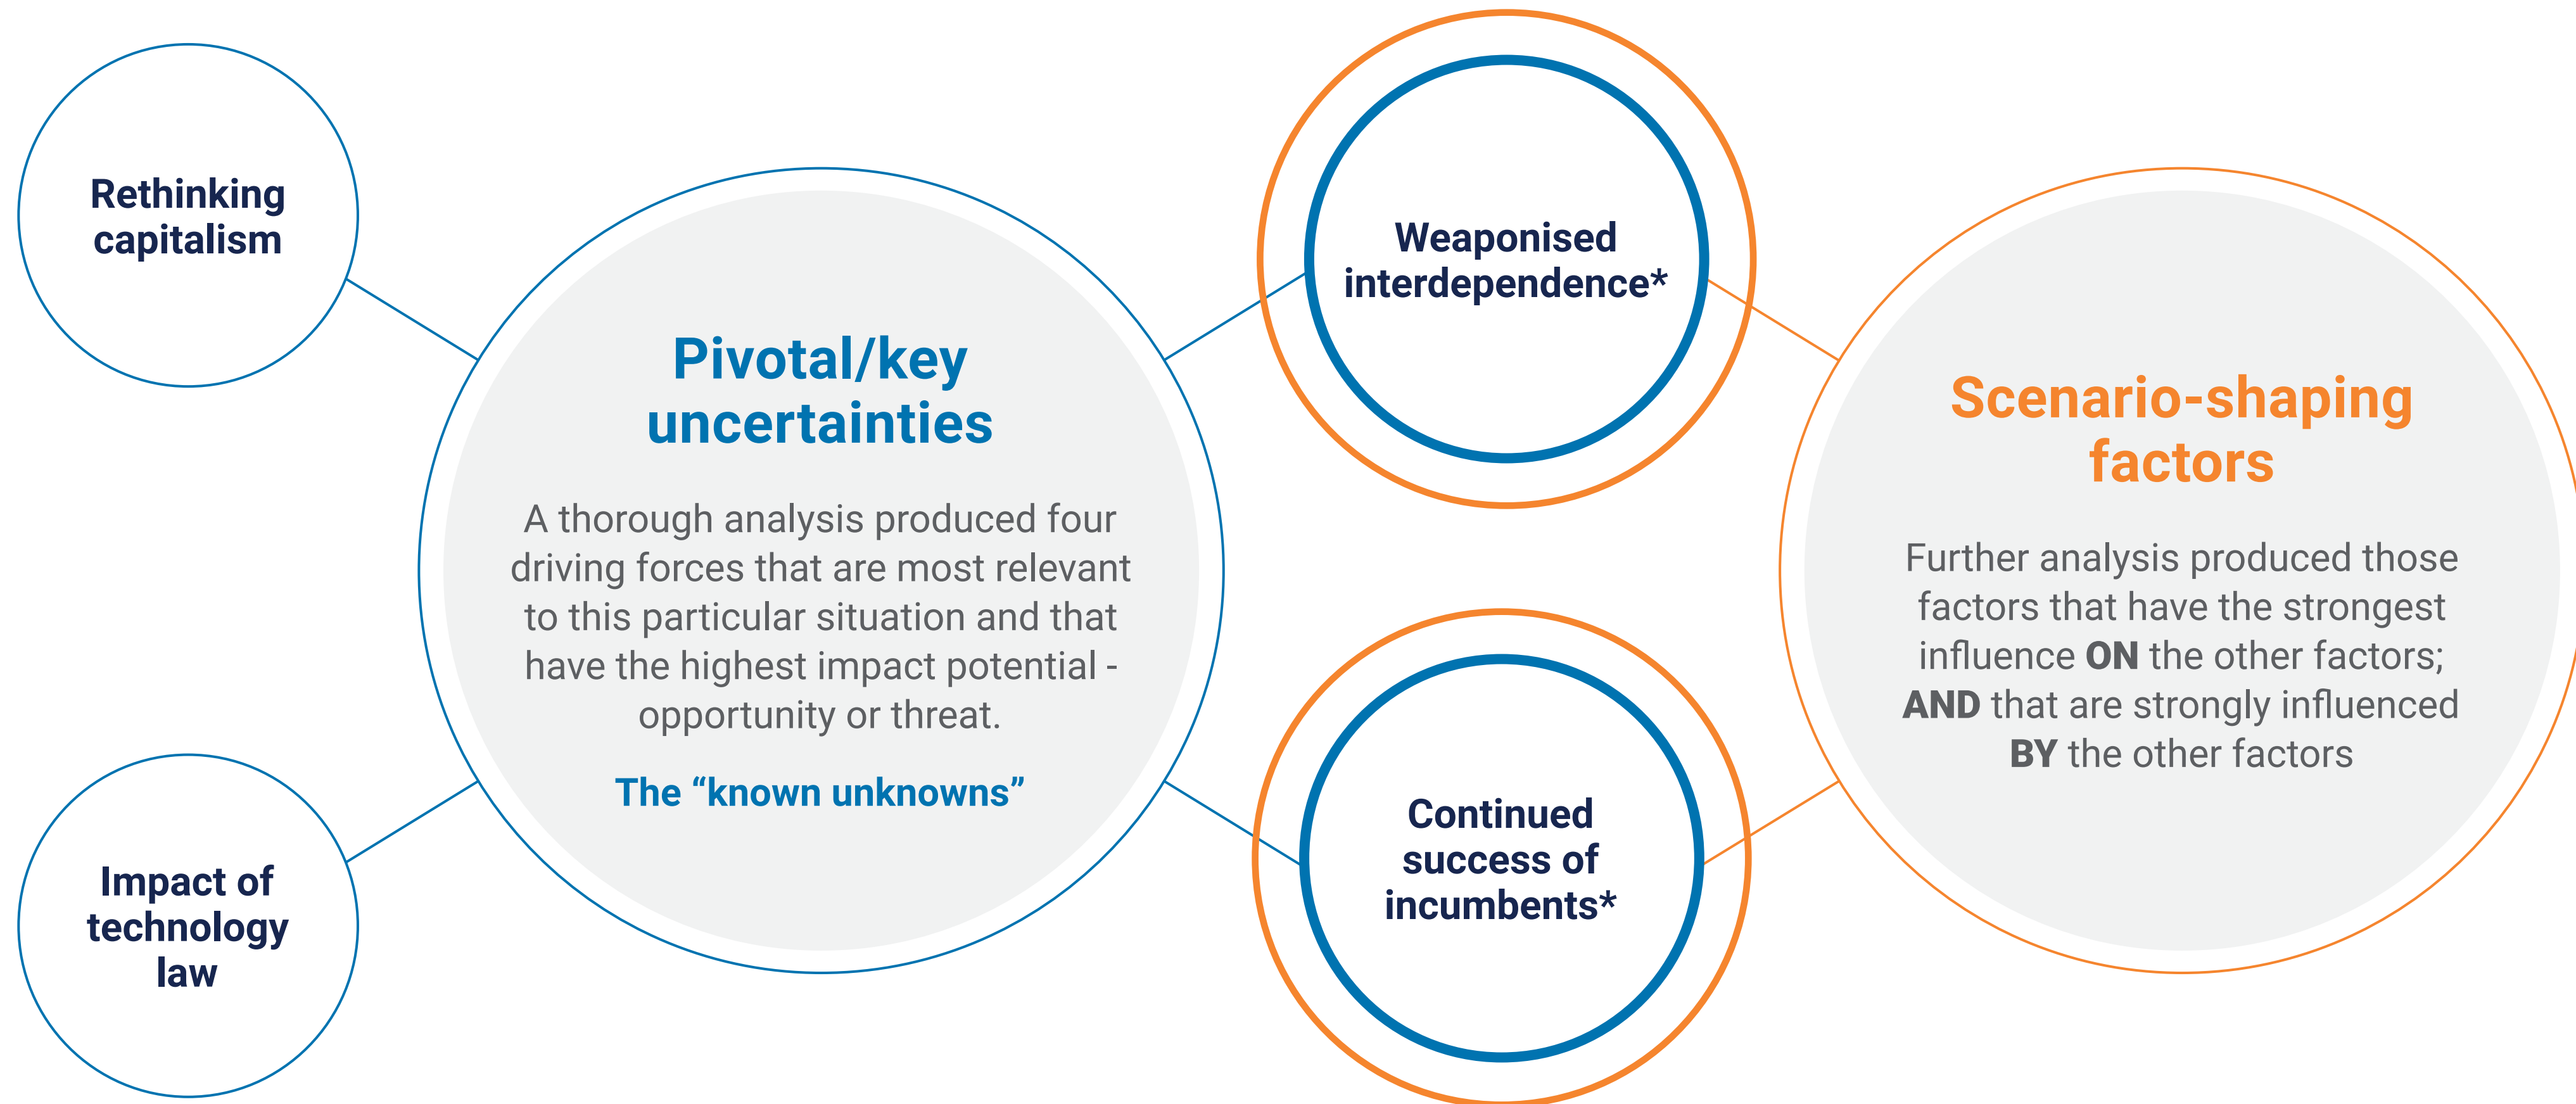 Rethinking
capitalism
Impact of
technology
law
Pivotal/key
uncertainties
A thorough analysis produced four
driving forces that are most relevant
to this particular situation and that
have the highest impact potential -
opportunity or threat.
The “known unknowns”
Weaponised
interdependence*
Continued
success of
incumbents*
Scenario-shaping
factors
Further analysis produced those
factors that have the strongest
influence ON the other factors;
AND that are strongly influenced
BY the other factors